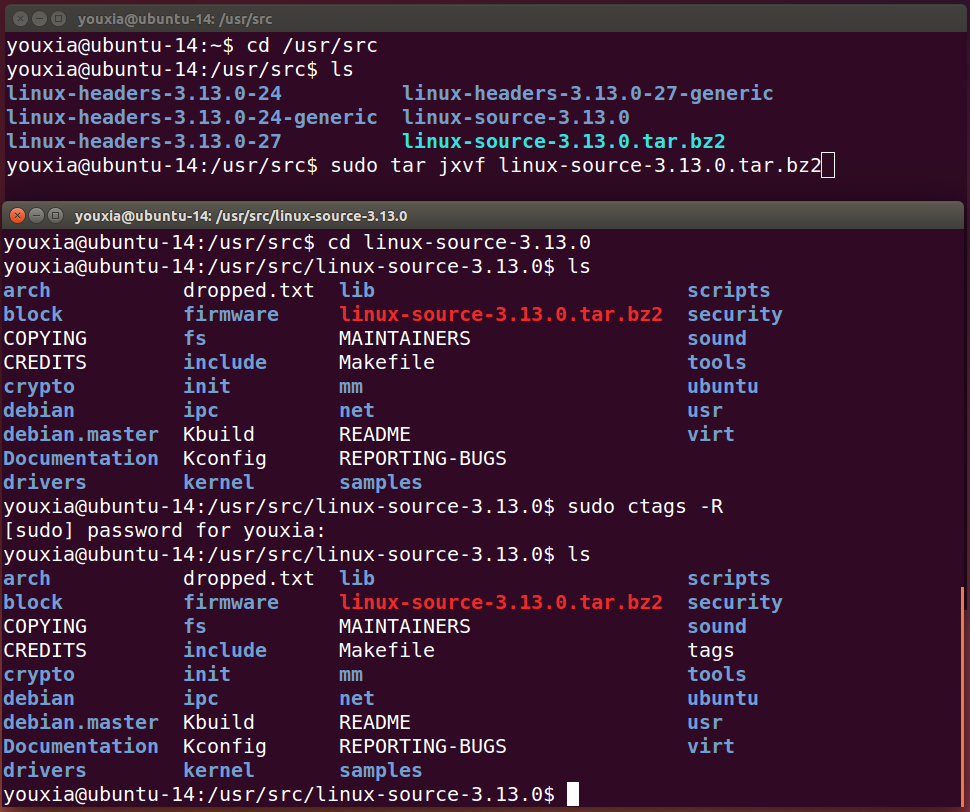 youxia@ubuntu-14: /usr/src
youxia@ubuntu-14:~$ cd /usr/src
youxia@ubuntu-14:/usr/src$ ls
linux-headers-3.13.0-24          linux-headers-3.13.0-27-generic
linux-headers-3.13.0-24-generic  linux-source-3.13.0
linux-headers-3.13.0-27          linux-source-3.13.0.tar.bz2
youxia@ubuntu-14:/usr/src$ sudo tar jxvf linux-source-3.13.0.tar.bz2
youxia@ubuntu-14: /usr/src/linux-source-3.13.0
youxia@ubuntu-14:/usr/src$ cd linux-source-3.13.0
youxia@ubuntu-14:/usr/src/linux-source-3.13.0$ ls
arch           dropped.txt  lib                          scripts
block          firmware     linux-source-3.13.0.tar.bz2  security
COPYING        fs           MAINTAINERS                  sound
CREDITS        include      Makefile                     tools
crypto         init         mm                           ubuntu
debian         ipc          net                          usr
debian.master  Kbuild       README                       virt
Documentation  Kconfig      REPORTING-BUGS
drivers        kernel       samples
youxia@ubuntu-14:/usr/src/linux-source-3.13.0$ sudo ctags -R
[sudo] password for youxia:
youxia@ubuntu-14:/usr/src/linux-source-3.13.0$ ls
arch           dropped.txt  lib                          scripts
block          firmware     linux-source-3.13.0.tar.bz2  security
COPYING        fs           MAINTAINERS                  sound
CREDITS        include      Makefile                     tags
crypto         init         mm                           tools
debian         ipc          net                          ubuntu
debian.master  Kbuild       README                       usr
Documentation  Kconfig      REPORTING-BUGS               virt
drivers        kernel       samples
youxia@ubuntu-14:/usr/src/linux-source-3.13.0$